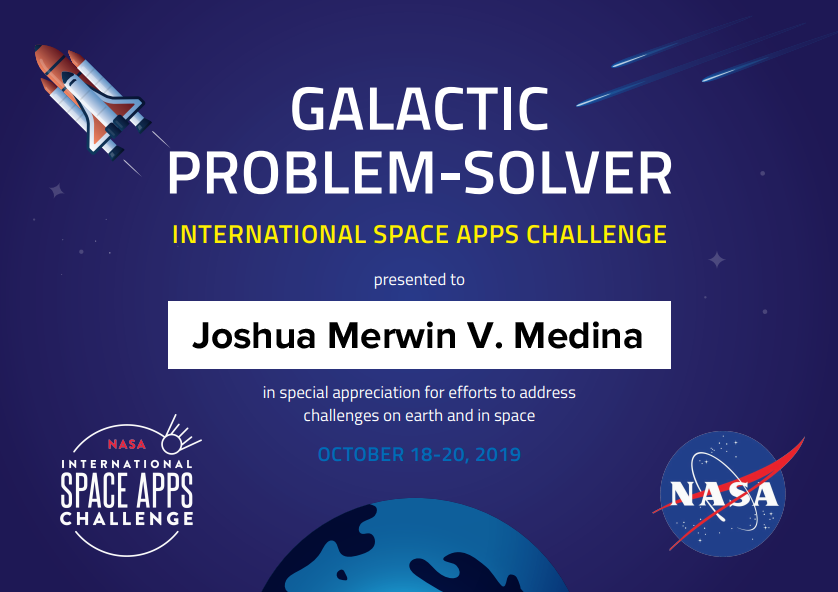 GALACTIC
PROBLEM-SOLVER
INTERNATIONAL SPACE APPS CHALLENGE
presented to
Joshua Merwin V. Medina
in special appreciation for efforts to address
challenges on earth and in space
OCTOBER 18-20, 2019
NASA
INTERNATIONAL
SPACE APPS
CHALLENGE
NASA